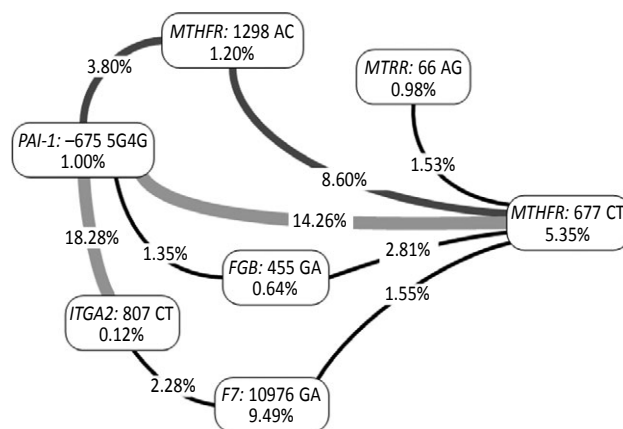 MTHFR: 1298 AC
1.20%
MTRR: 66 AG
0.98%
3.80%
PAI-1: –675 5G4G
1.00%
1.53%
8.60%
14.26%
MTHFR: 677 CT
5.35%
18.28%
1.35%
2.81%
FGB: 455 GA
0.64%
1.55%
ITGA2: 807 CT
0.12%
2.28%
F7: 10976 GA
9.49%